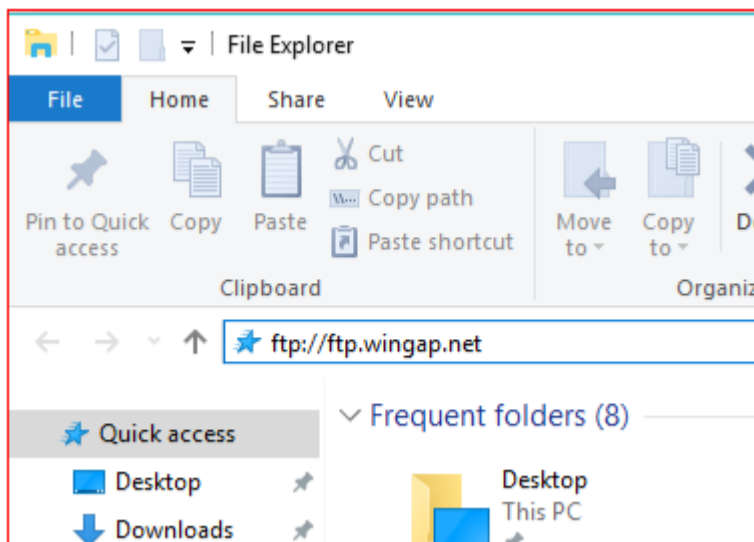 File Explorer
File Home Share View
Cut
Copy path
Paste shortcut
Pin to Quick access
Copy
Paste
Move to
Copy to
Clipboard
ftp://ftp.wingap.net
Quick access
Frequent folders (8)
Desktop
Downloads
Desktop
This PC